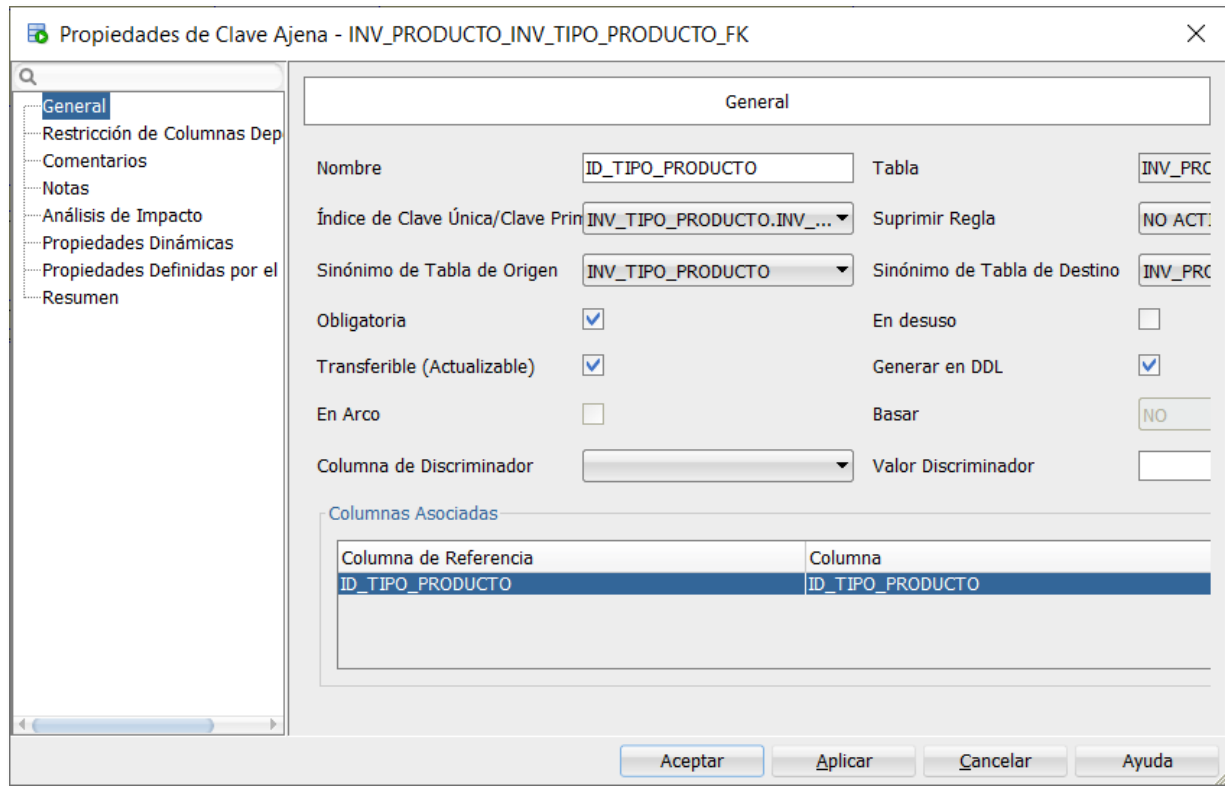 Propiedades de Clave Ajena - INV_PRODUCTO_INV_TIPO_PRODUCTO_FK
General
Restricción de Columnas Dep
Comentarios
Notas
Análisis de Impacto
Propiedades Dinámicas
Propiedades Definidas por el
Resumen
General
Nombre ID_TIPO_PRODUCTO Tabla INV_PRO
Índice de Clave Única/Clave Prim INV_TIPO_PRODUCTO.INV_... Suprimir Regla NO ACTI
Sinónimo de Tabla de Origen INV_TIPO_PRODUCTO Sinónimo de Tabla de Destino INV_PRO
Obligatoria En desuso
Transferible (Actualizable) Generar en DDL
En Arco Basar NO
Columna de Discriminador Valor Discriminador
Columnas Asociadas
Columna de Referencia Columna
ID_TIPO_PRODUCTO ID_TIPO_PRODUCTO
Aceptar Aplicar Cancelar Ayuda